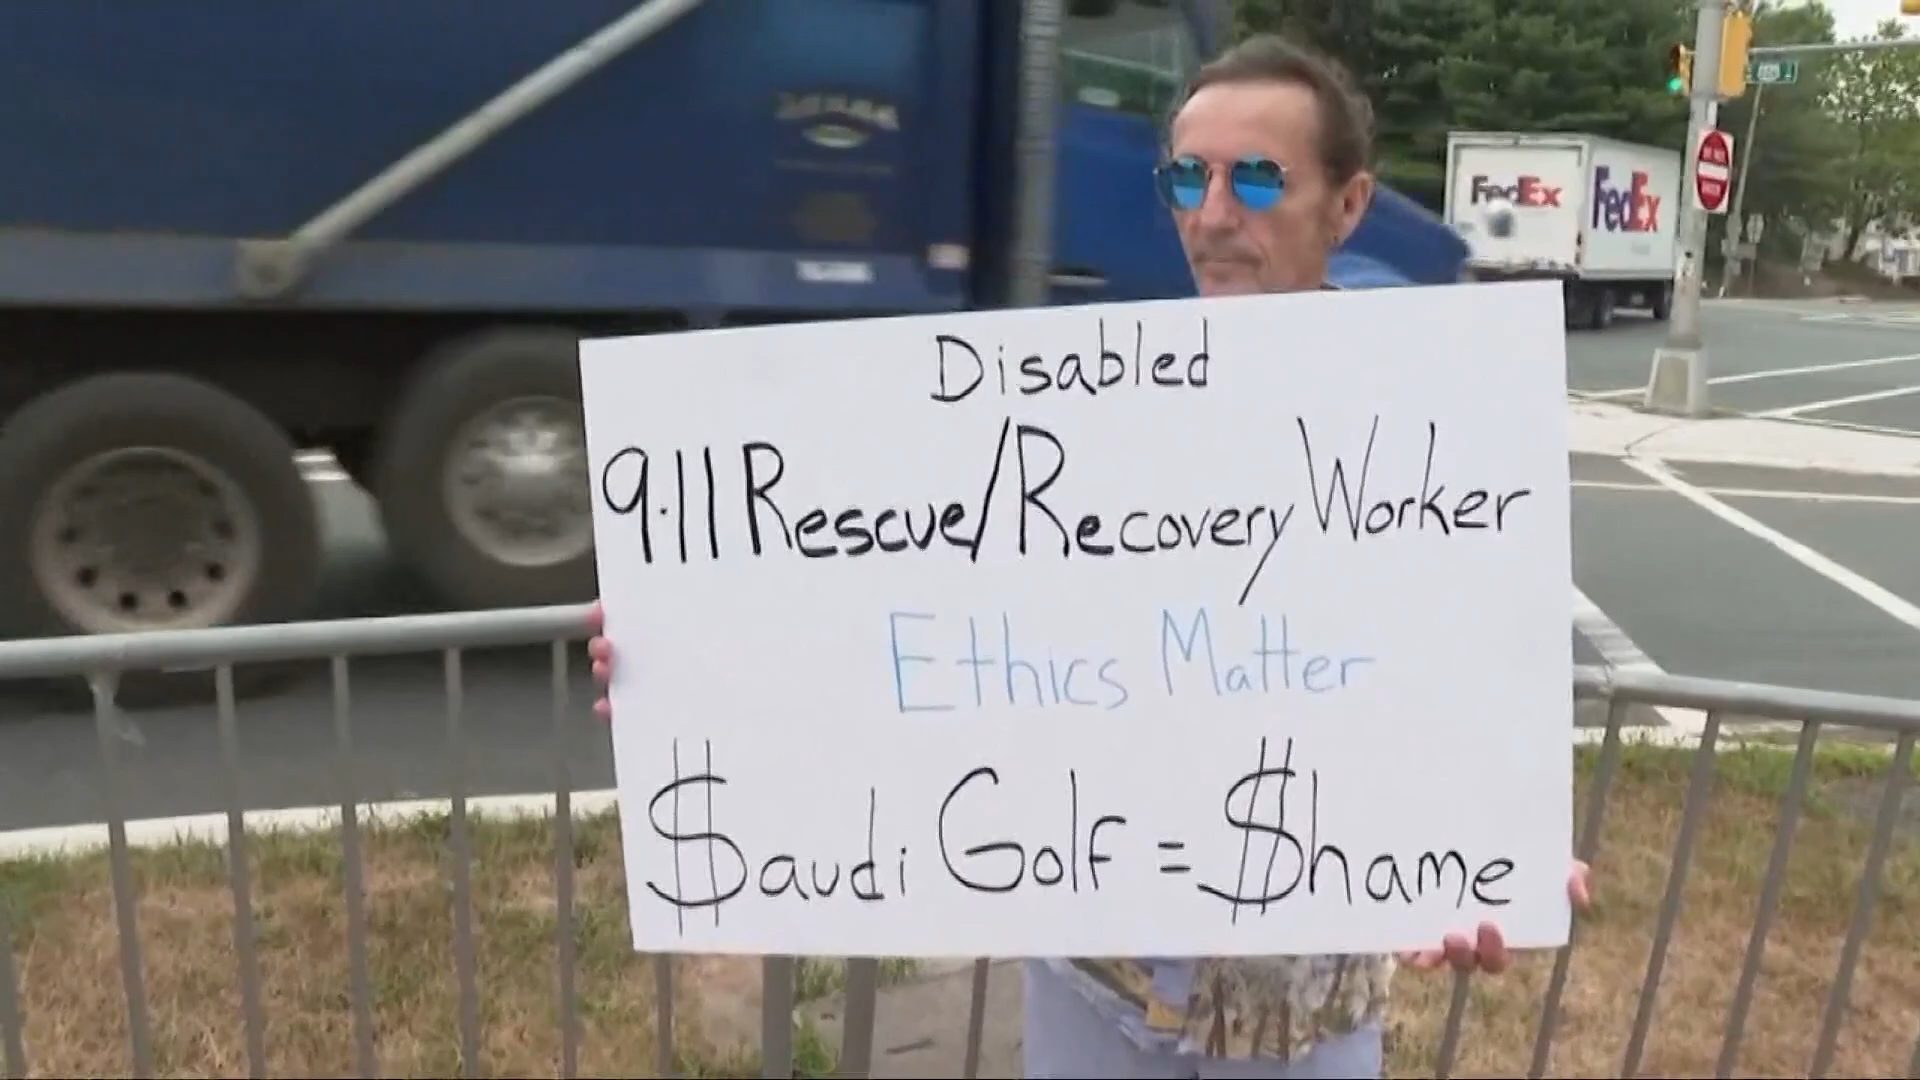 FedEx
FedEx
Disabled
9·11 Rescue/Recovery Worker
Ethics Matter
$audi Golf = $hame